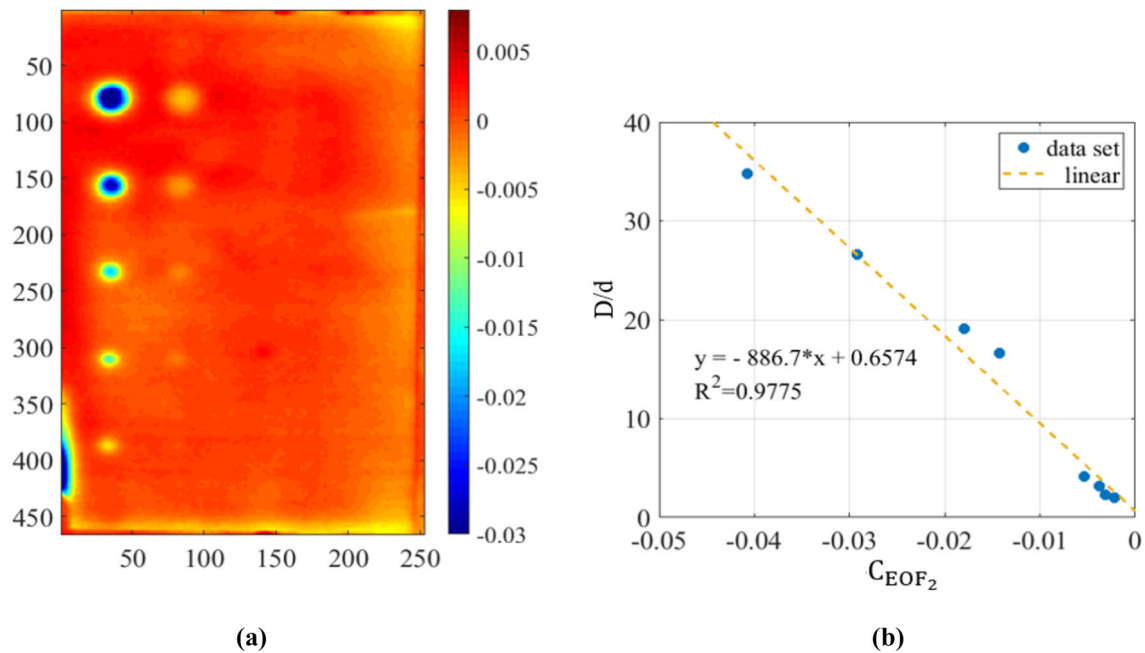 0.005
0
-0.005
-0.01
-0.015
-0.02
-0.025
-0.03
50
100
150
200
250
300
350
400
450
50 100 150 200 250
(a)
40
30
20
10
0
D/d
data set
linear
y = - 886.7*x + 0.6574
R²=0.9775
-0.05 -0.04 -0.03 -0.02 -0.01 0
C_EOF₂
(b)